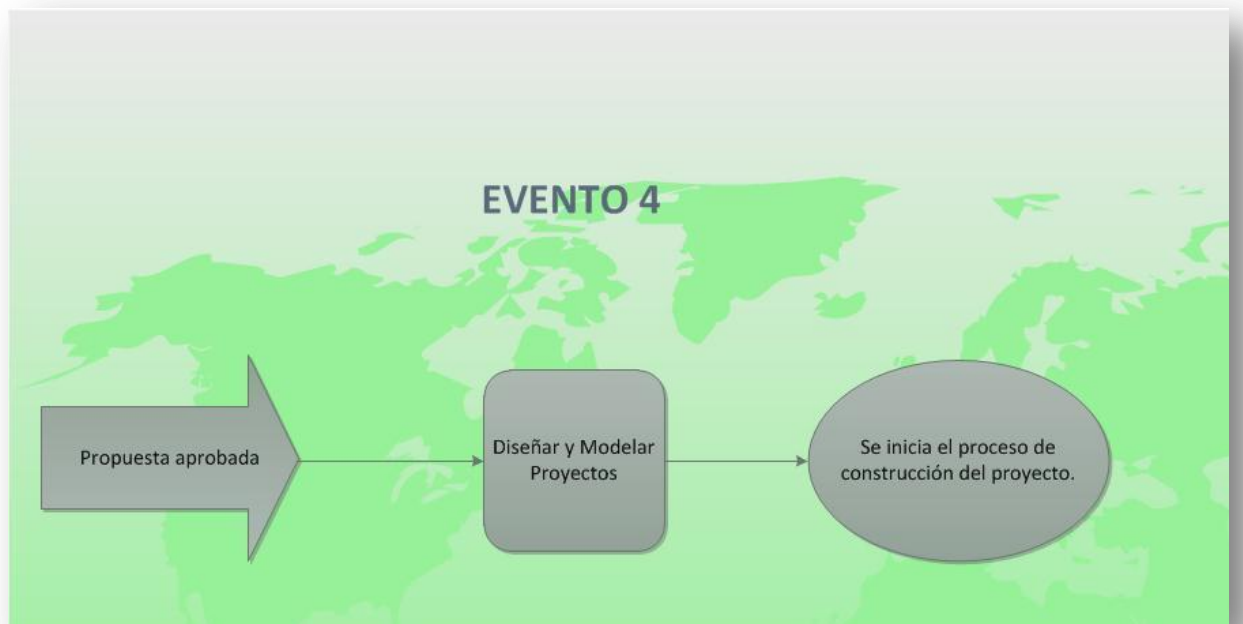 EVENTO 4
Propuesta aprobada
Diseñar y Modelar
Proyectos
Se inicia el proceso de
construcción del proyecto.